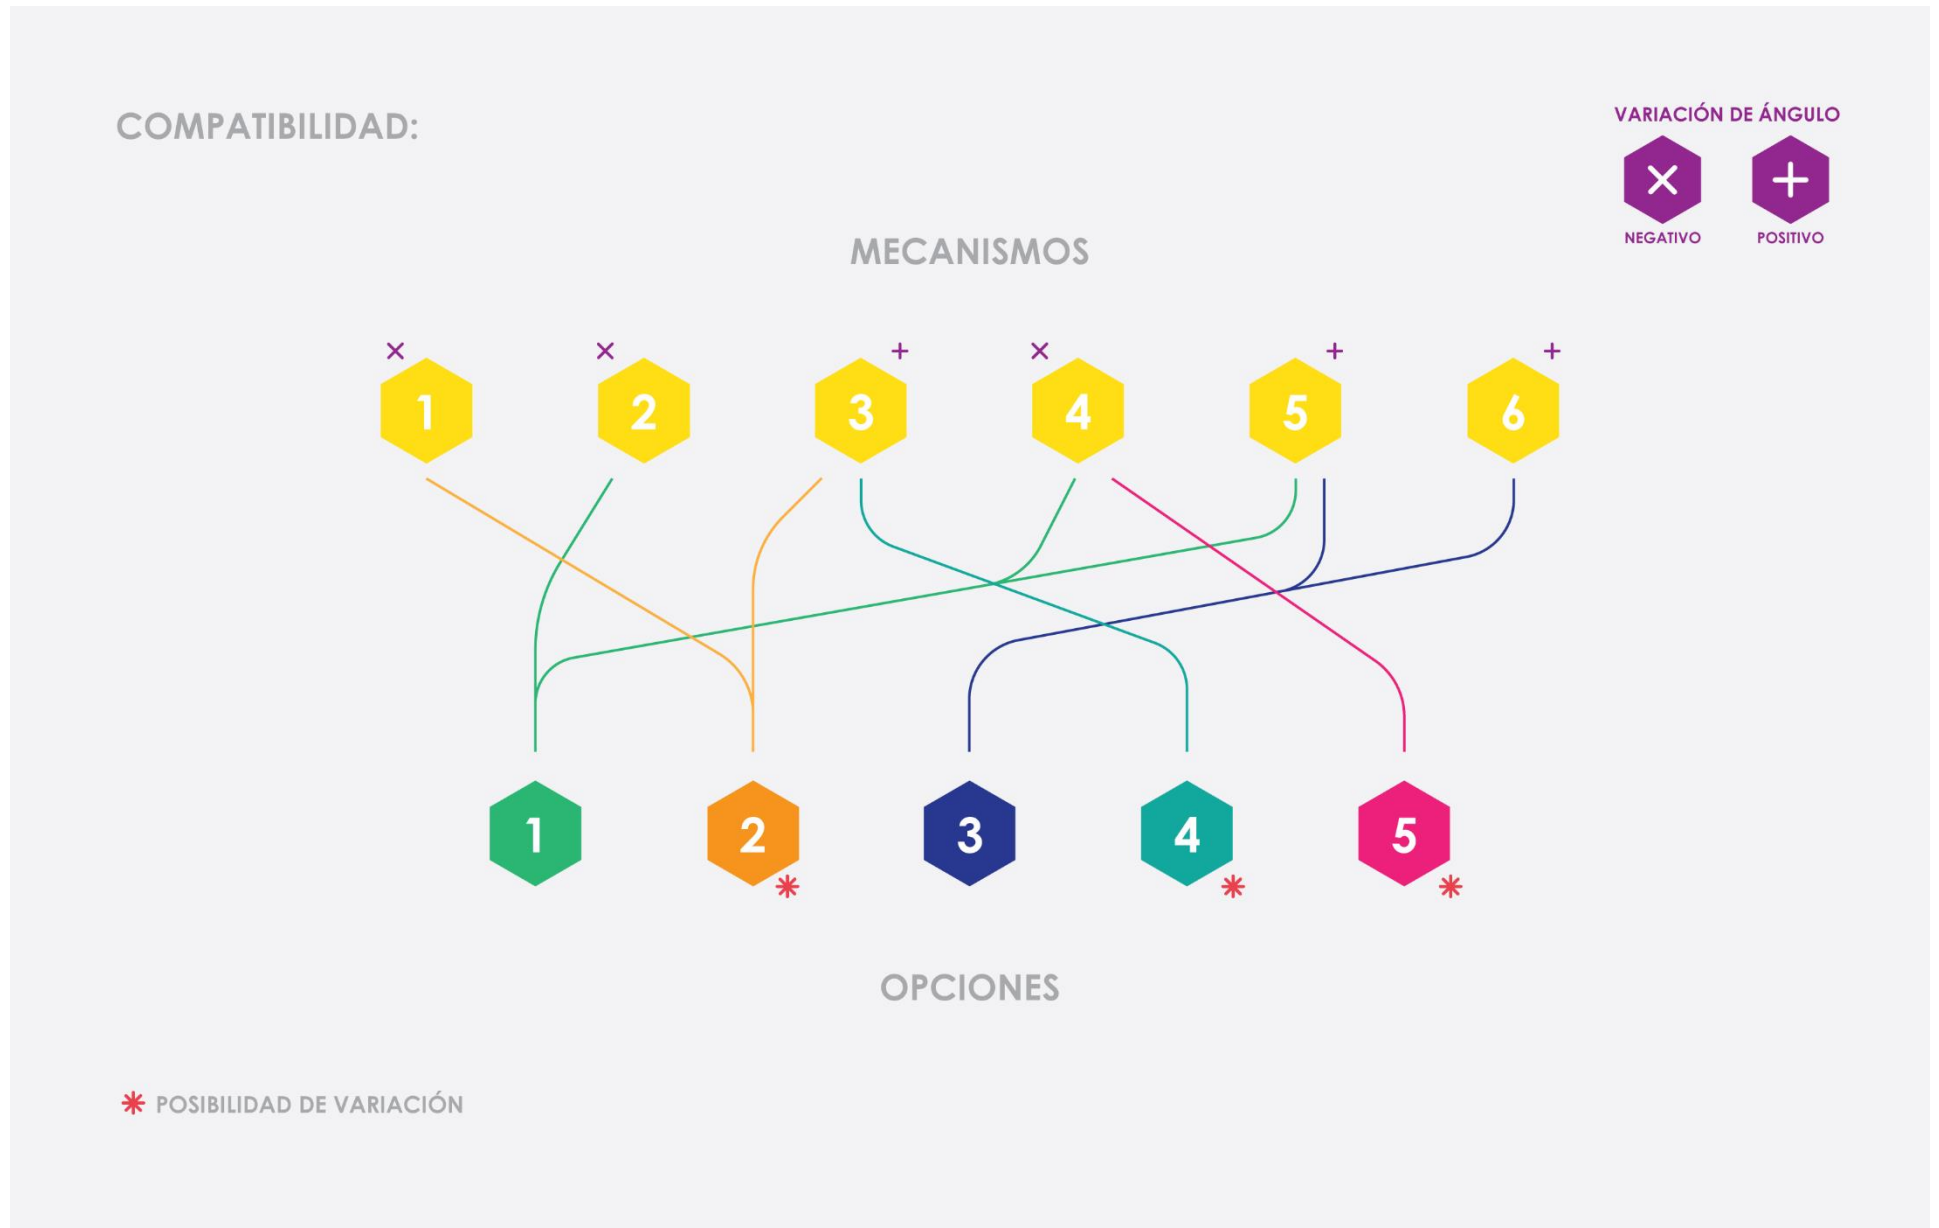 COMPATIBILIDAD:
VARIACIÓN DE ÁNGULO
× +
NEGATIVO POSITIVO
MECANISMOS
× × + × + +
1 2 3 4 5 6
1 2 3 4 5
* * *
OPCIONES
* POSIBILIDAD DE VARIACIÓN